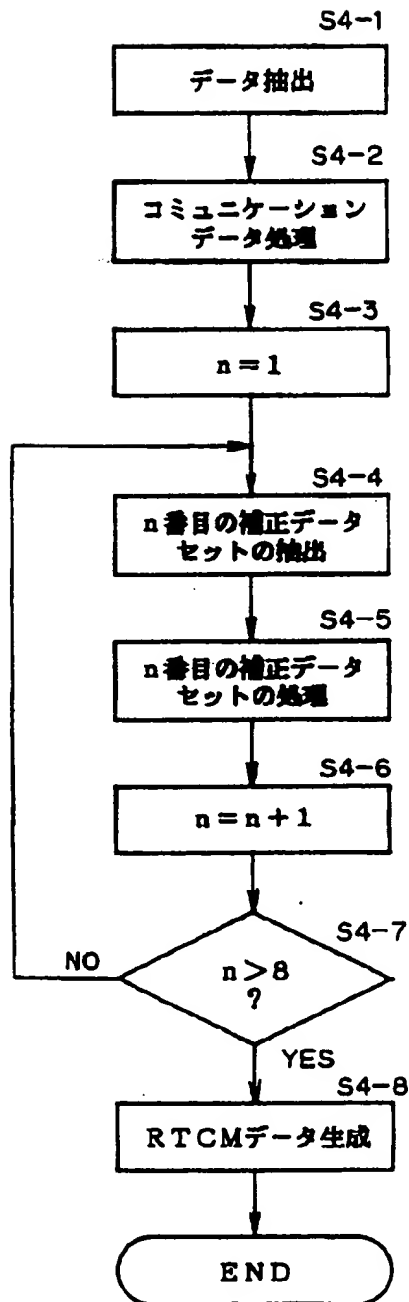 S4-1
データ抽出
S4-2
コミュニケーション
データ処理
S4-3
n=1
S4-4
n番目の補正データ
セットの抽出
S4-5
n番目の補正データ
セットの処理
S4-6
n=n+1
S4-7
n>8
?
NO
YES
S4-8
RTCMデータ生成
END